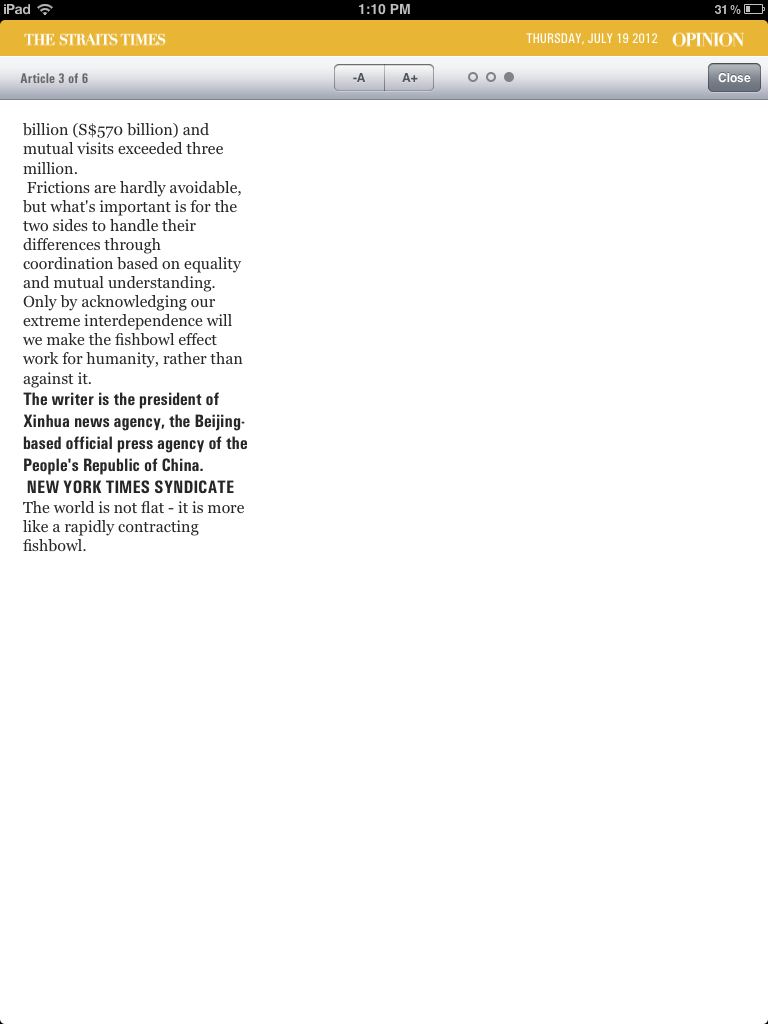 iPad 1:10 PM 31 %
THE STRAITS TIMES THURSDAY, JULY 19 2012 OPINION
Article 3 of 6 -A A+ Close
billion (S$570 billion) and
mutual visits exceeded three
million.
Frictions are hardly avoidable,
but what's important is for the
two sides to handle their
differences through
coordination based on equality
and mutual understanding.
Only by acknowledging our
extreme interdependence will
we make the fishbowl effect
work for humanity, rather than
against it.
The writer is the president of
Xinhua news agency, the Beijing-
based official press agency of the
People's Republic of China.
NEW YORK TIMES SYNDICATE
The world is not flat - it is more
like a rapidly contracting
fishbowl.